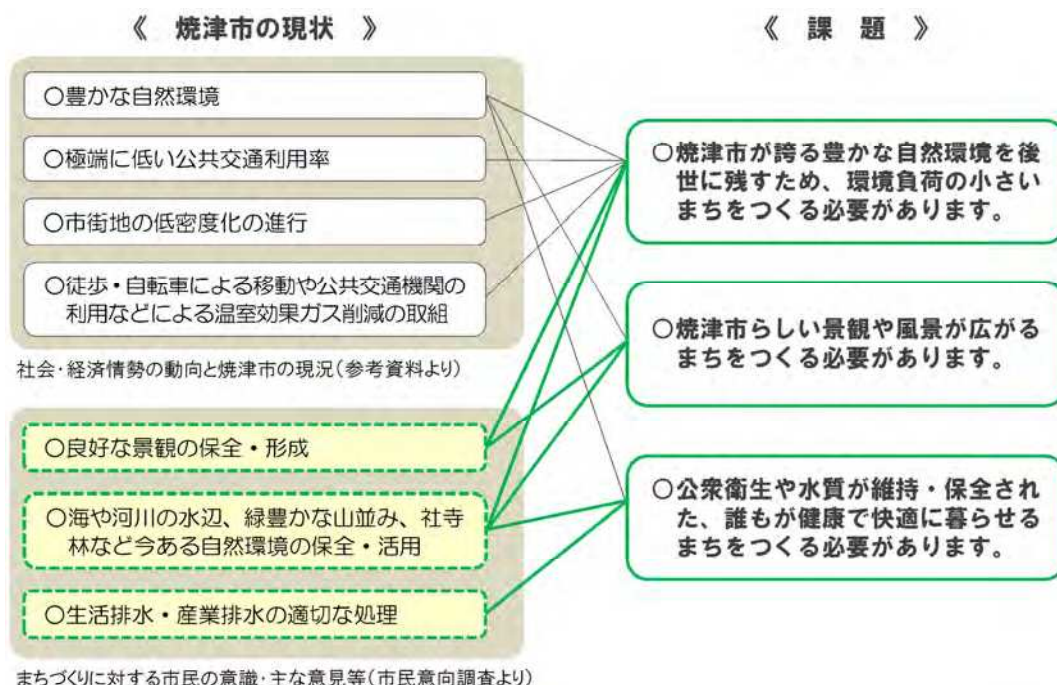 《 焼津市の現状 》
○豊かな自然環境
○極端に低い公共交通利用率
○市街地の低密度化の進行
○徒歩・自転車による移動や公共交通機関の
利用などによる温室効果ガス削減の取組
社会・経済情勢の動向と焼津市の現況(参考資料より)
○良好な景観の保全・形成
○海や河川の水辺、緑豊かな山並み、社寺
林など今ある自然環境の保全・活用
○生活排水・産業排水の適切な処理
まちづくりに対する市民の意識・主な意見等(市民意向調査より)
《 課 題 》
○焼津市が誇る豊かな自然環境を後
世に残すため、環境負荷の小さい
まちをつくる必要があります。
○焼津市らしい景観や風景が広がる
まちをつくる必要があります。
○公衆衛生や水質が維持・保全され
た、誰もが健康で快適に暮らせる
まちをつくる必要があります。